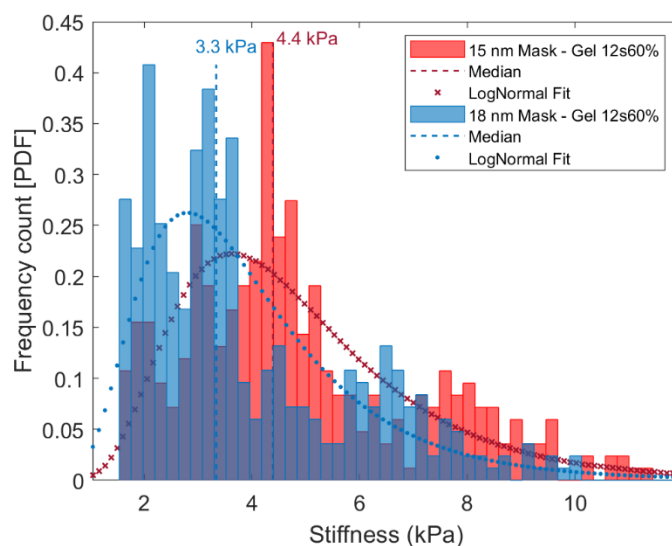 3.3 kPa
4.4 kPa
15 nm Mask - Gel 12s60%
Median
LogNormal Fit
18 nm Mask - Gel 12s60%
Median
LogNormal Fit
Frequency count [PDF]
0.45
0.4
0.35
0.3
0.25
0.2
0.15
0.1
0.05
0
2
4
6
8
10
Stiffness (kPa)